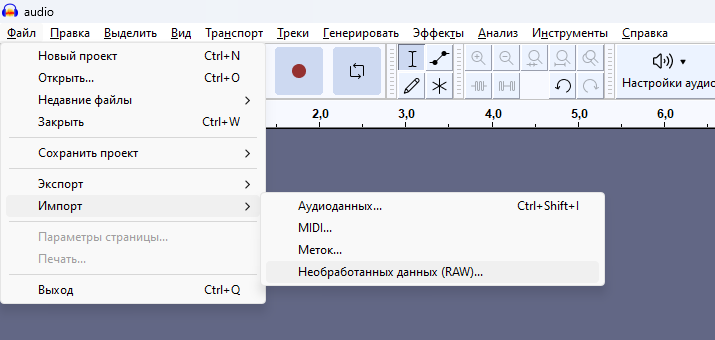 audio
Файл Правка Выделить Вид Транспорт Треки Генерировать Эффекты Анализ Инструменты Справка
Новый проект Ctrl+N
Открыть... Ctrl+O
Недавние файлы
Закрыть Ctrl+W
Сохранить проект
Экспорт
Импорт
Параметры страницы...
Печать...
Выход Ctrl+Q
Аудиоданных... Ctrl+Shift+I
MIDI...
Меток...
Необработанных данных (RAW)...
Настройки аудио
2,0 3,0 4,0 5,0 6,0